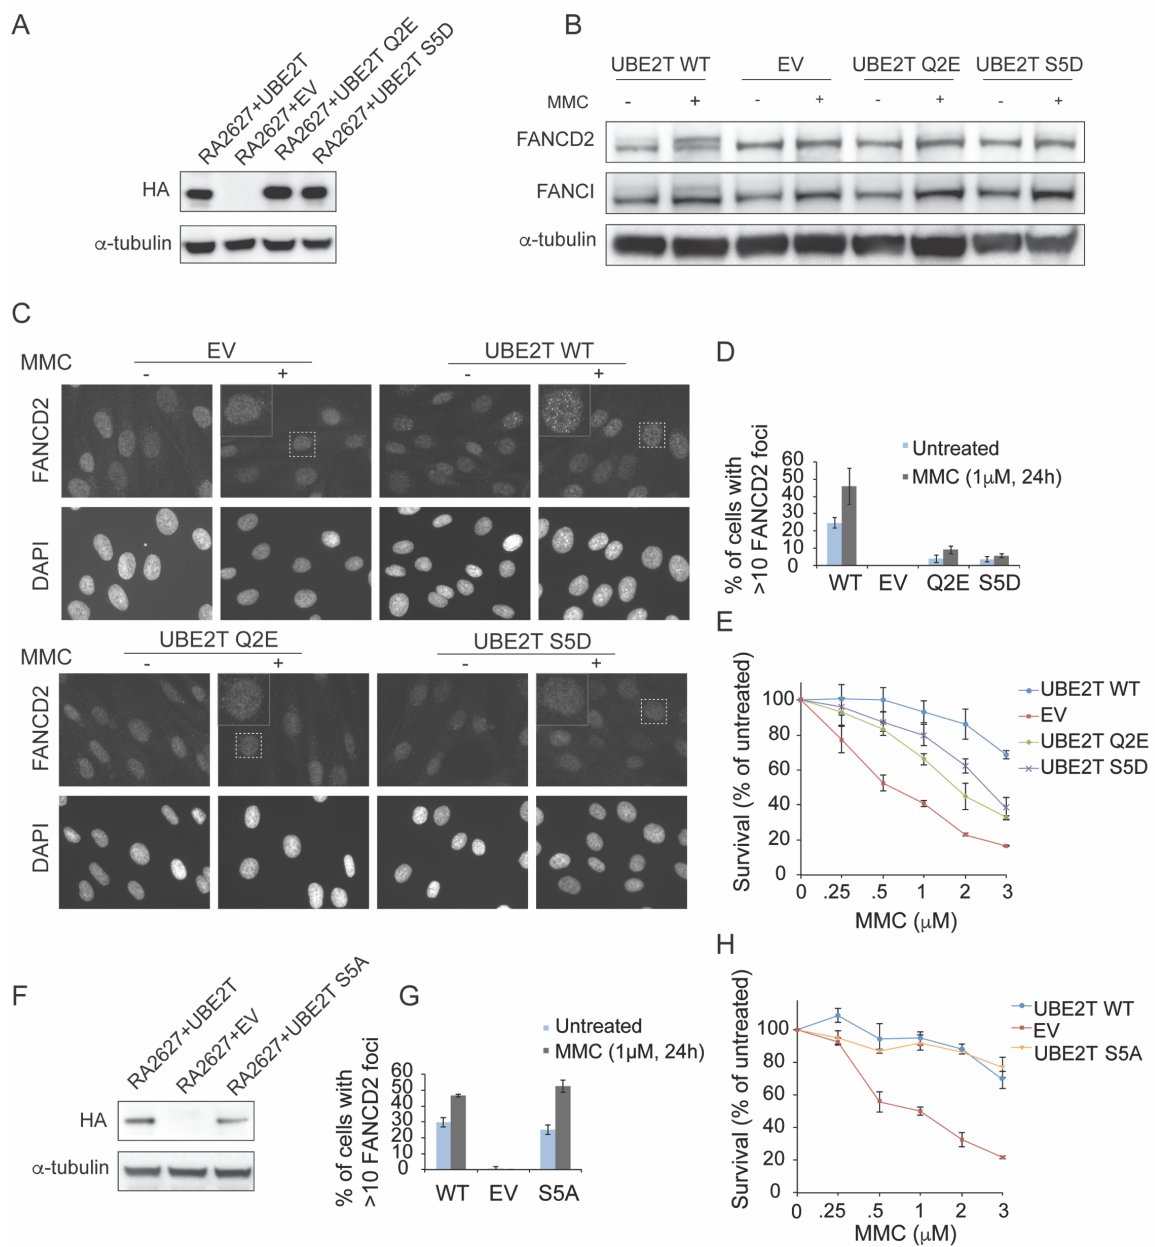 A
RA2627+UBE2T
RA2627+EV
RA2627+UBE2T Q2E
RA2627+UBE2T S5D
HA
α-tubulin
B
UBE2T WT EV UBE2T Q2E UBE2T S5D
MMC - + - + - + - +
FANCD2
FANCI
α-tubulin
C
EV UBE2T WT
MMC - + - +
FANCD2
DAPI
UBE2T Q2E UBE2T S5D
MMC - + - +
FANCD2
DAPI
D
Untreated
MMC (1μM, 24h)
% of cells with
>10 FANCD2 foci
60
50
40
30
20
10
0
WT EV Q2E S5D
E
Survival (% of untreated)
100
80
60
40
20
0
0 .25 .5 1 2 3
MMC (μM)
UBE2T WT
EV
UBE2T Q2E
UBE2T S5D
F
RA2627+UBE2T
RA2627+EV
RA2627+UBE2T S5A
HA
α-tubulin
G
Untreated
MMC (1μM, 24h)
% of cells with
>10 FANCD2 foci
60
50
40
30
20
10
0
WT EV S5A
H
Survival (% of untreated)
100
80
60
40
20
0
0 .25 .5 1 2 3
MMC (μM)
UBE2T WT
EV
UBE2T S5A